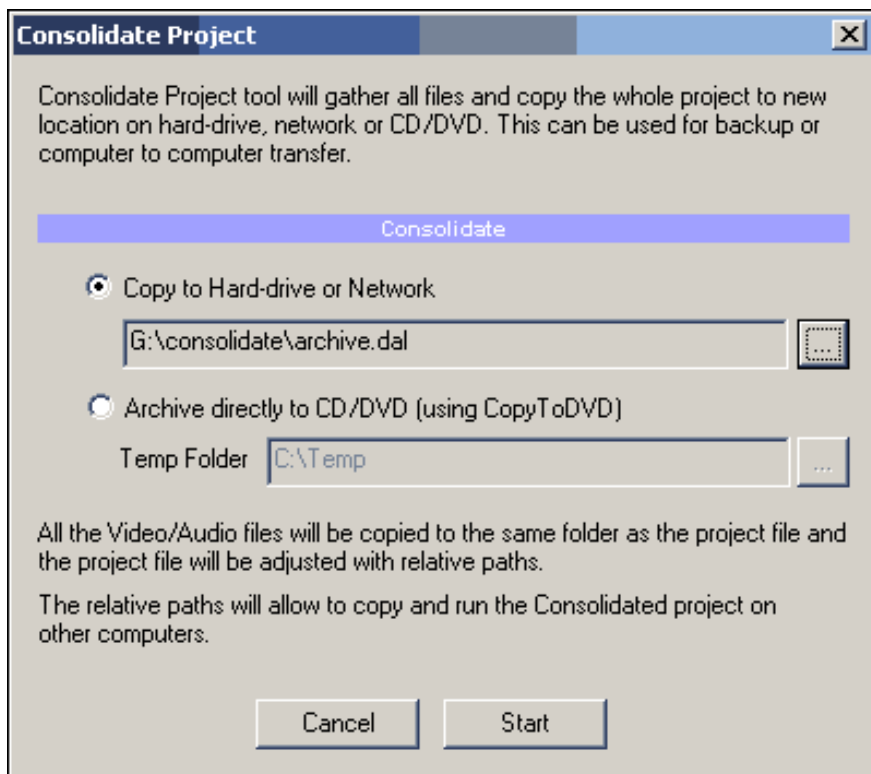 Consolidate Project
Consolidate Project tool will gather all files and copy the whole project to new
location on hard-drive, network or CD/DVD. This can be used for backup or
computer to computer transfer.
Consolidate
Copy to Hard-drive or Network
G:\consolidate\archive.dal
...
Archive directly to CD/DVD (using CopyToDVD)
Temp Folder
C:\Temp
...
All the Video/Audio files will be copied to the same folder as the project file and
the project file will be adjusted with relative paths.
The relative paths will allow to copy and run the Consolidated project on
other computers.
Cancel
Start